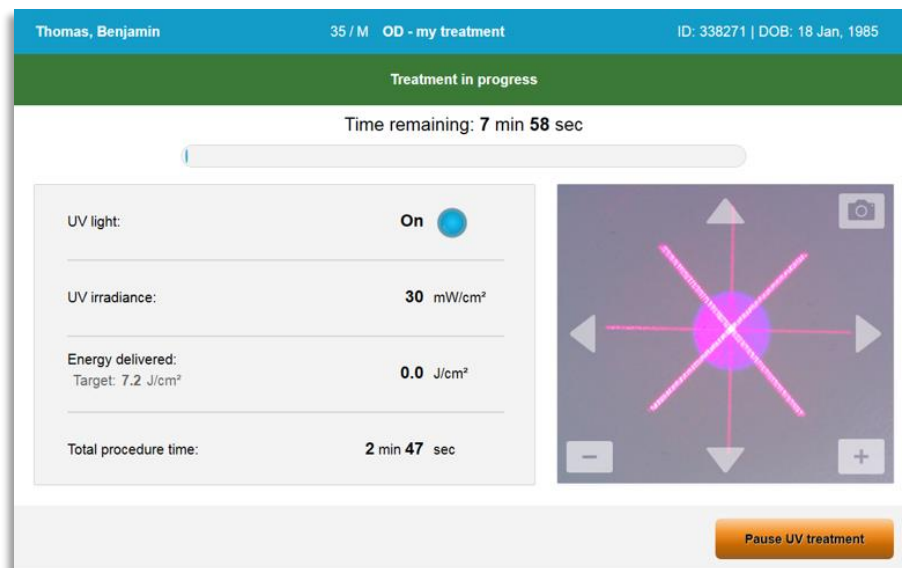 Thomas, Benjamin 35 / M OD - my treatment ID: 338271 | DOB: 18 Jan, 1985
Treatment in progress
Time remaining: 7 min 58 sec
UV light: On
UV irradiance: 30 mW/cm²
Energy delivered:
Target: 7.2 J/cm² 0.0 J/cm²
Total procedure time: 2 min 47 sec
Pause UV treatment